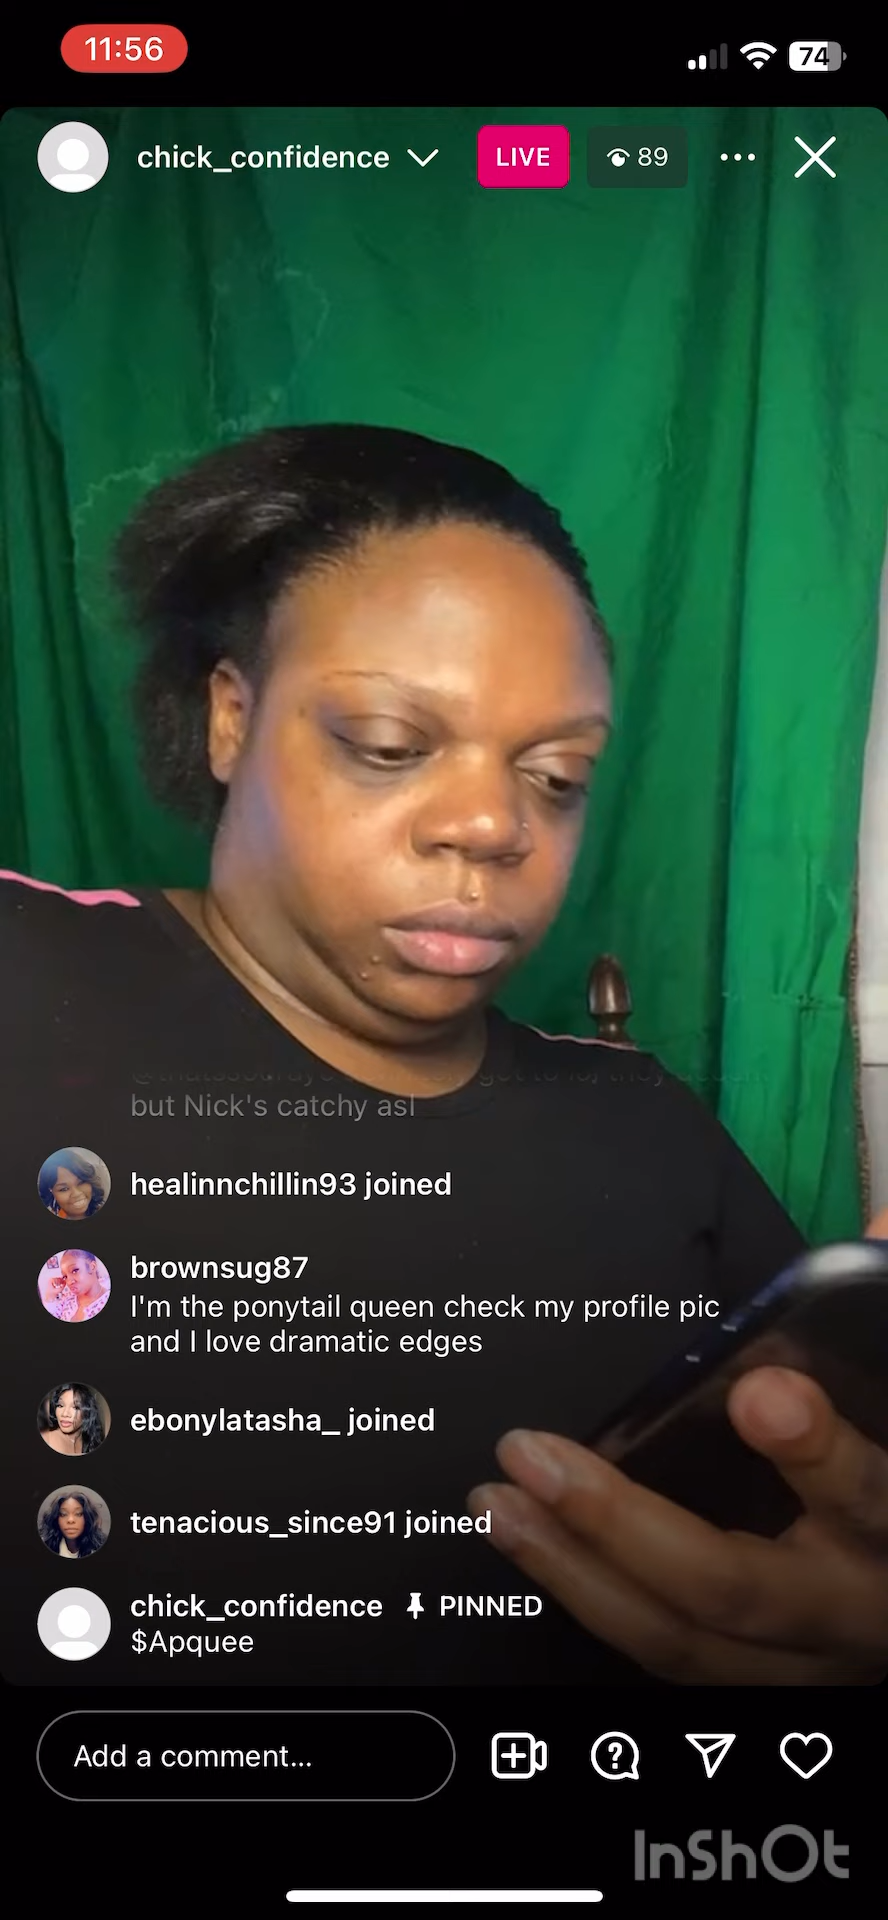 11:56
74
chick_confidence
LIVE
89
but Nick's catchy asl
healinnchillin93 joined
brownsug87
I'm the ponytail queen check my profile pic
and I love dramatic edges
ebonylatasha_ joined
tenacious_since91 joined
chick_confidence PINNED
$Apquee
Add a comment...
InShOt